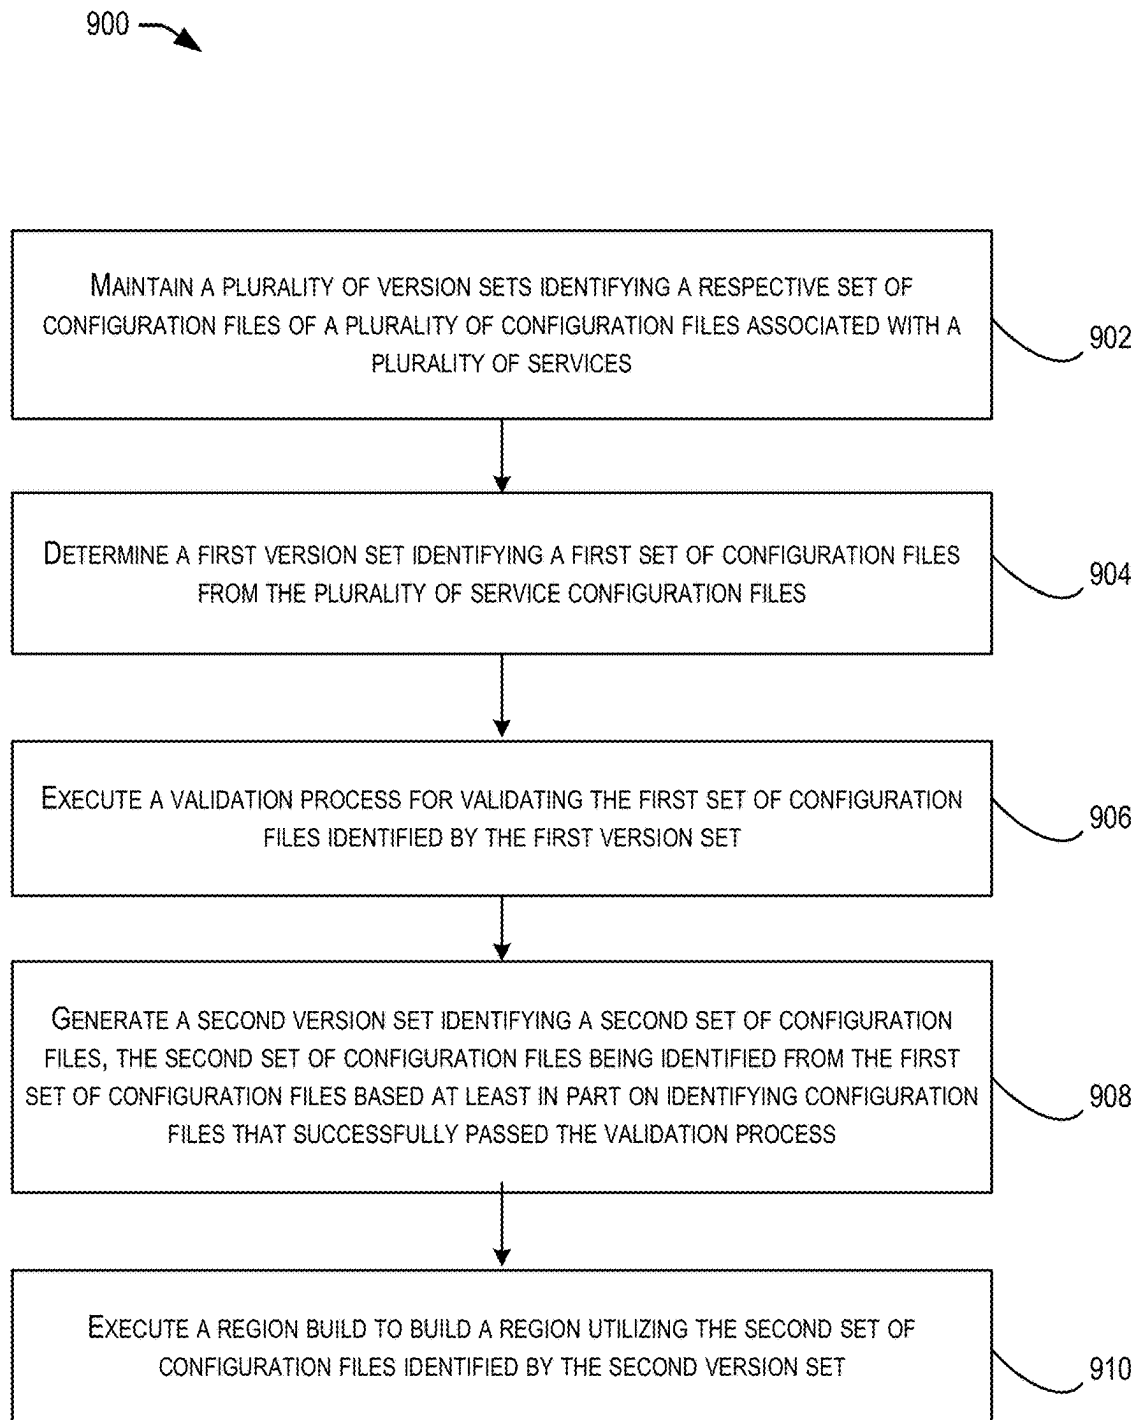 900
MAINTAIN A PLURALITY OF VERSION SETS IDENTIFYING A RESPECTIVE SET OF
CONFIGURATION FILES OF A PLURALITY OF CONFIGURATION FILES ASSOCIATED WITH A
PLURALITY OF SERVICES
902
DETERMINE A FIRST VERSION SET IDENTIFYING A FIRST SET OF CONFIGURATION FILES
FROM THE PLURALITY OF SERVICE CONFIGURATION FILES
904
EXECUTE A VALIDATION PROCESS FOR VALIDATING THE FIRST SET OF CONFIGURATION
FILES IDENTIFIED BY THE FIRST VERSION SET
906
GENERATE A SECOND VERSION SET IDENTIFYING A SECOND SET OF CONFIGURATION
FILES, THE SECOND SET OF CONFIGURATION FILES BEING IDENTIFIED FROM THE FIRST
SET OF CONFIGURATION FILES BASED AT LEAST IN PART ON IDENTIFYING CONFIGURATION
FILES THAT SUCCESSFULLY PASSED THE VALIDATION PROCESS
908
EXECUTE A REGION BUILD TO BUILD A REGION UTILIZING THE SECOND SET OF
CONFIGURATION FILES IDENTIFIED BY THE SECOND VERSION SET
910